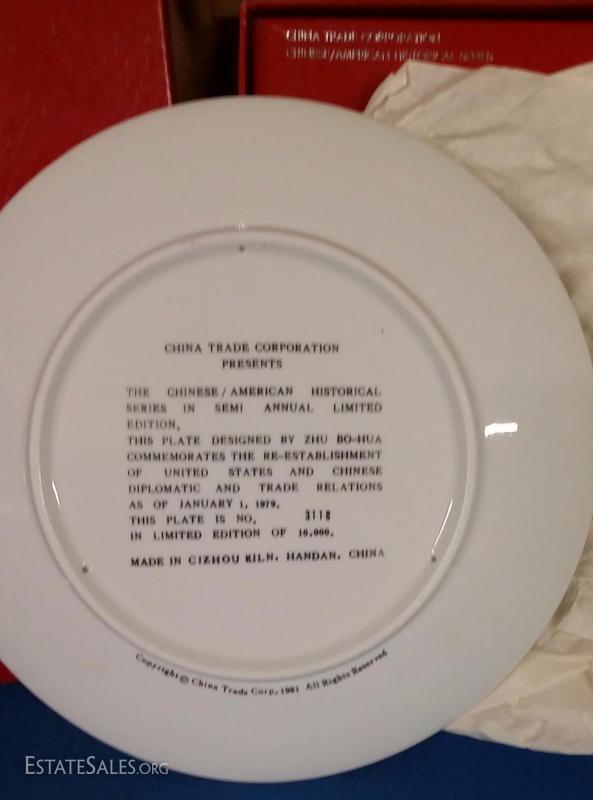 CHINA TRADE CORPORATION
CHINESE/AMERICAN HISTORICAL SERIES
CHINA TRADE CORPORATION
PRESENTS
THE CHINESE/AMERICAN HISTORICAL
SERIES IN SEMI ANNUAL LIMITED
EDITION,
THIS PLATE DESIGNED BY ZHU BO-HUA
COMMEMORATES THE RE-ESTABLISHMENT
OF UNITED STATES AND CHINESE
DIPLOMATIC AND TRADE RELATIONS
AS OF JANUARY 1, 1979.
THIS PLATE IS NO. 3118
IN LIMITED EDITION OF 10,000.
MADE IN CIZHOU KILN, HANDAN, CHINA
Copyright © China Trade Corp. 1981 All Rights Reserved
ESTATESALES.ORG